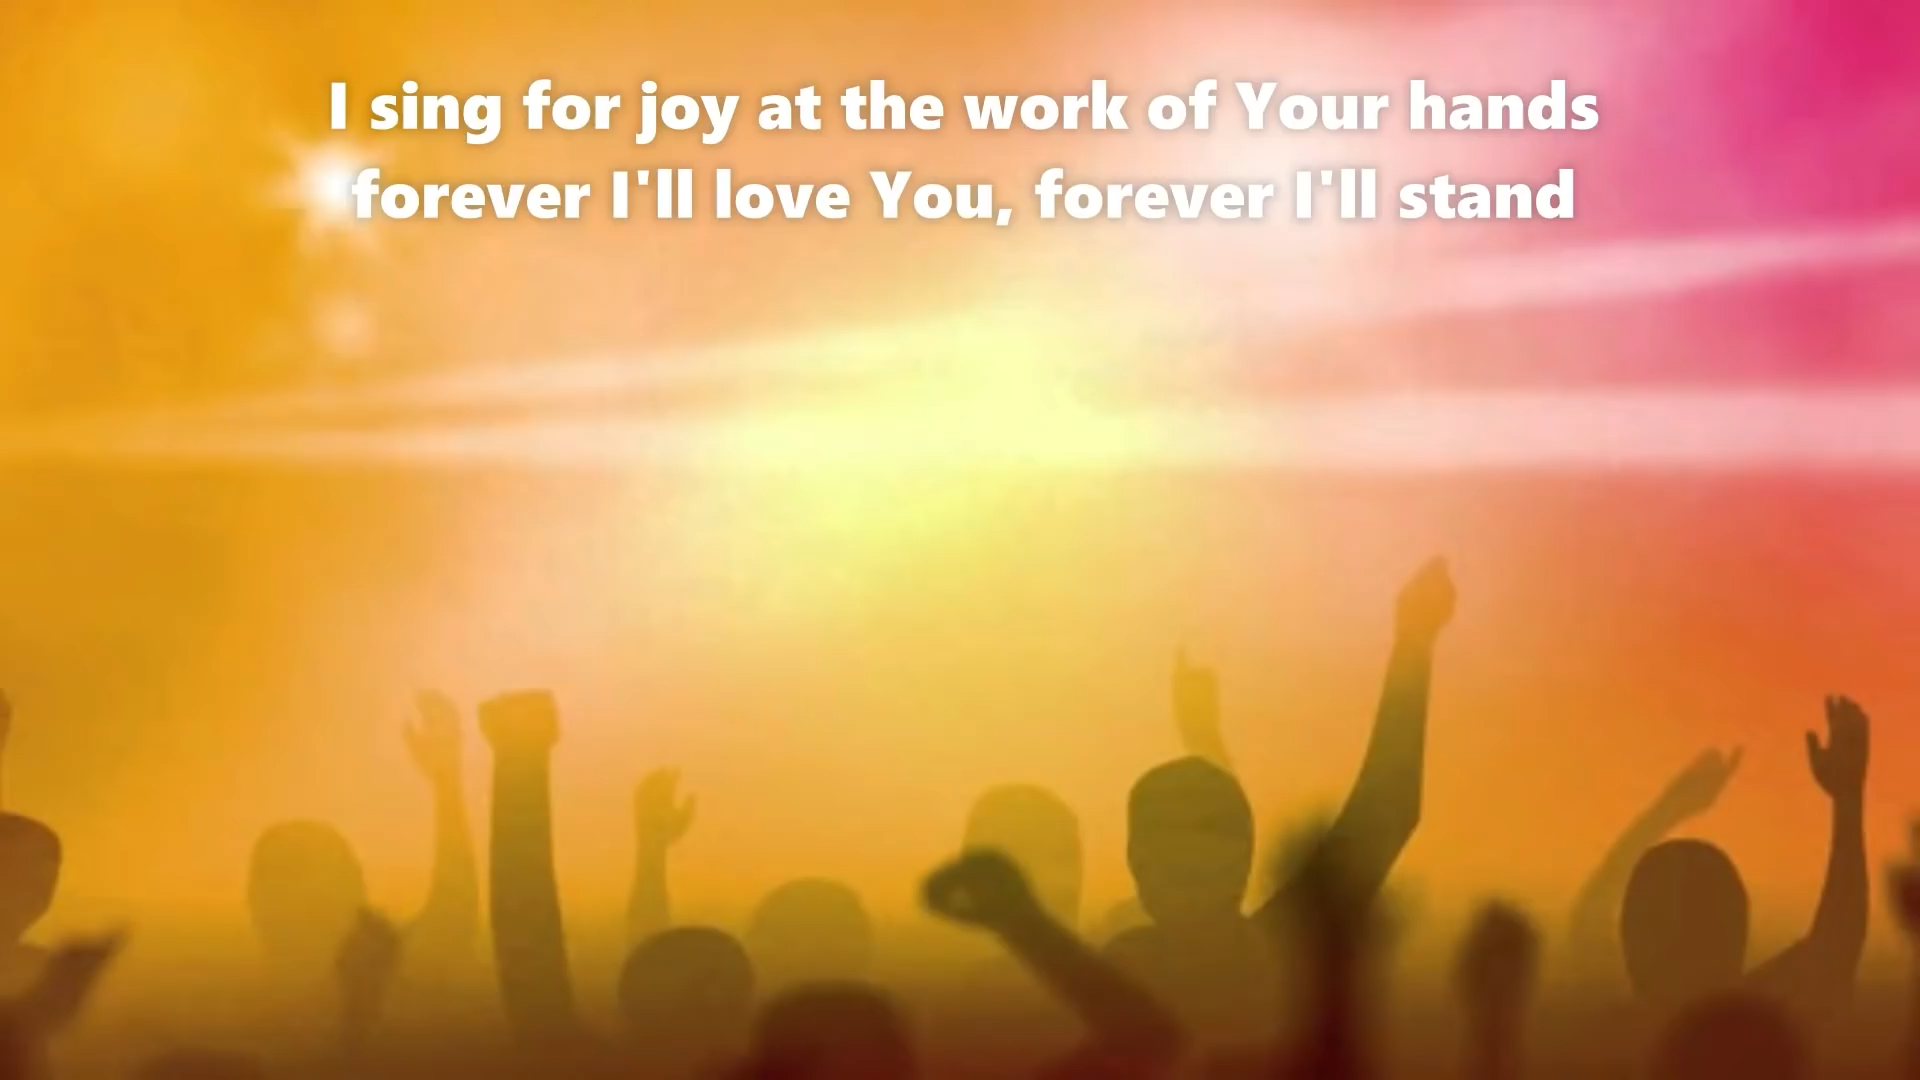 I sing for joy at the work of Your hands
forever I'll love You, forever I'll stand